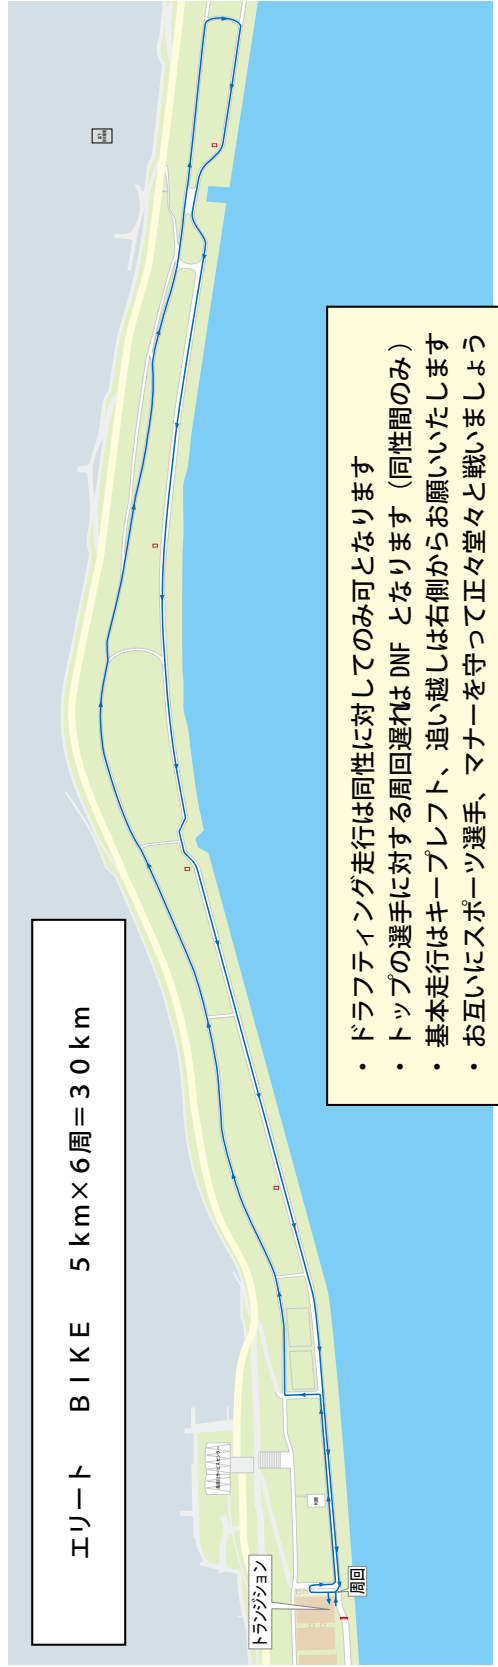 エリート　ＢＩＫＥ　５ｋｍ×６周＝３０ｋｍ
・ドラフティング走行は同性に対してのみ可となります
・トップの選手に対する周回遅れは DNF となります（同性間のみ）
・基本走行はキープレフト、追い越しは右側からお願いいたします
・お互いにスポーツ選手、マナーを守って正々堂々と戦いましょう
トランジション
周回